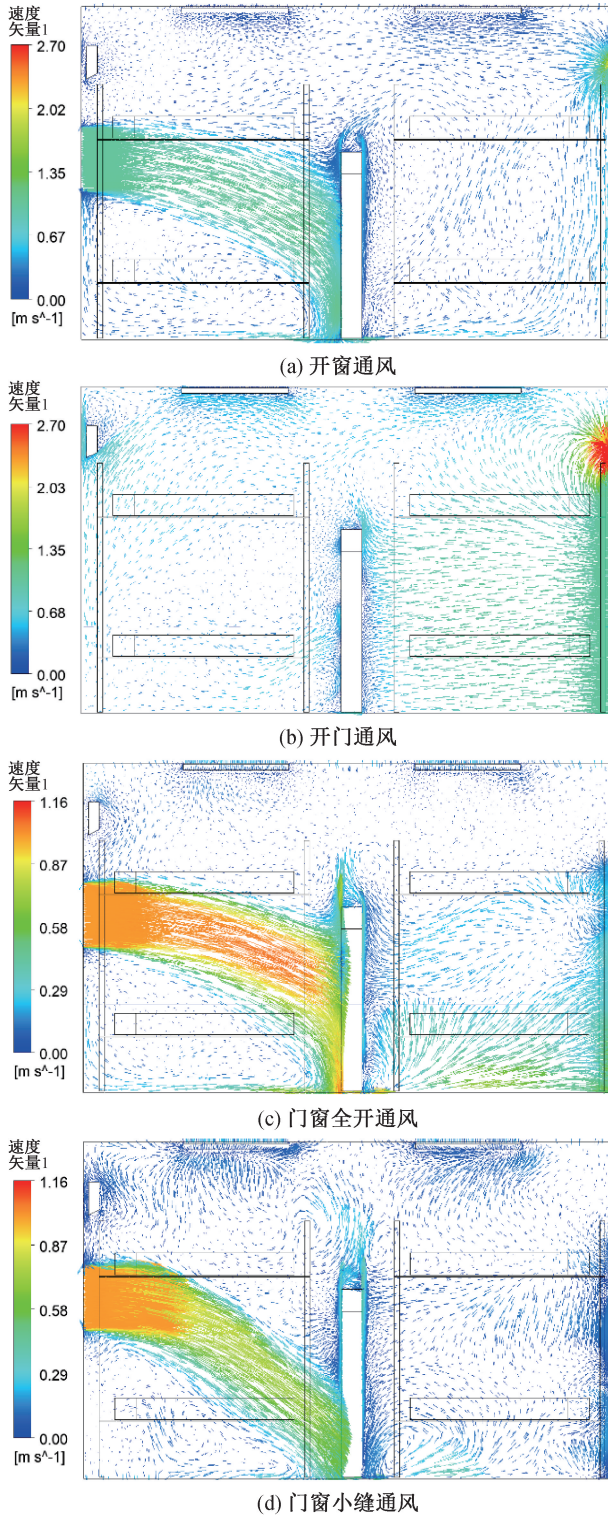 速度
矢量1
2.70
2.02
1.35
0.67
0.00
[m s^-1]
(a) 开窗通风
速度
矢量1
2.70
2.03
1.35
0.68
0.00
[m s^-1]
(b) 开门通风
速度
矢量1
1.16
0.87
0.58
0.29
0.00
[m s^-1]
(c) 门窗全开通风
速度
矢量1
1.16
0.87
0.58
0.29
0.00
[m s^-1]
(d) 门窗小缝通风